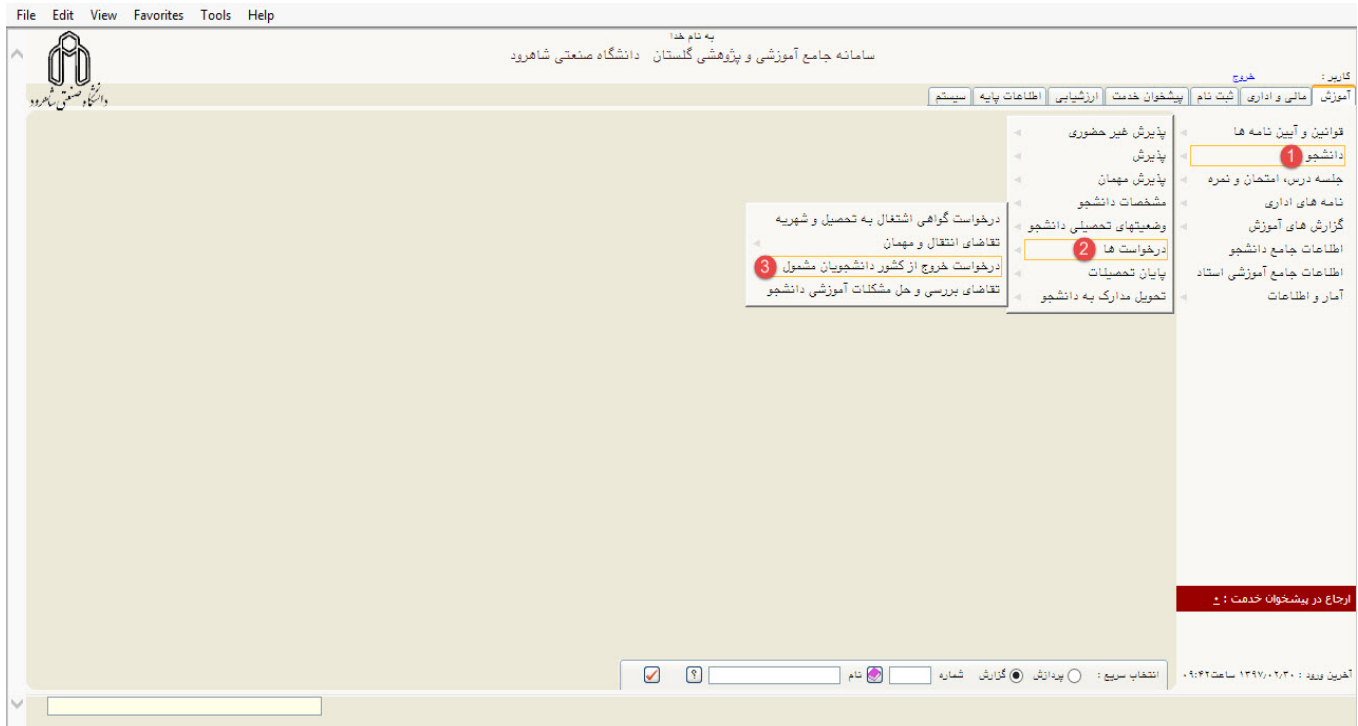 File Edit View Favorites Tools Help
به نام خدا
سامانه جامع آموزشی و پژوهشی گلستان دانشگاه صنعتی شاهرود
دانشگاه صنعتی شاهرود
کاربر : خروج
آموزش مالی و اداری ثبت نام پیشخوان خدمت ارزشیابی اطلاعات پایه سیستم
قوانین و آیین نامه ها
دانشجو 1
جلسه درس، امتحان و نمره
نامه های اداری
گزارش های آموزش
اطلاعات جامع دانشجو
اطلاعات جامع آموزشی استاد
آمار و اطلاعات
پذیرش غیر حضوری
پذیرش
پذیرش مهمان
مشخصات دانشجو
وضعیتهای تحصیلی دانشجو
درخواست ها 2
پایان تحصیلات
تحویل مدارک به دانشجو
درخواست گواهی اشتغال به تحصیل و شهریه
تقاضای انتقال و مهمان
درخواست خروج از کشور دانشجویان مشمول 3
تقاضای بررسی و حل مشکلات آموزشی دانشجو
ارجاع در پیشخوان خدمت : ۰
آخرین ورود : ۱۳۹۷/۰۲/۳۰ ساعت ۰۹:۴۲
انتخاب سریع : پردازش گزارش شماره نام ؟